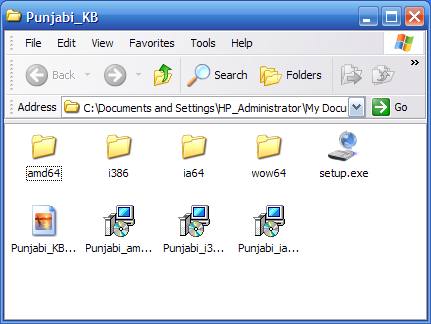 Punjabi_KB
File Edit View Favorites Tools Help
Back Search Folders
Address C:\Documents and Settings\HP_Administrator\My Docu Go
amd64 i386 ia64 wow64 setup.exe
Punjabi_KB... Punjabi_am... Punjabi_i3... Punjabi_ia...